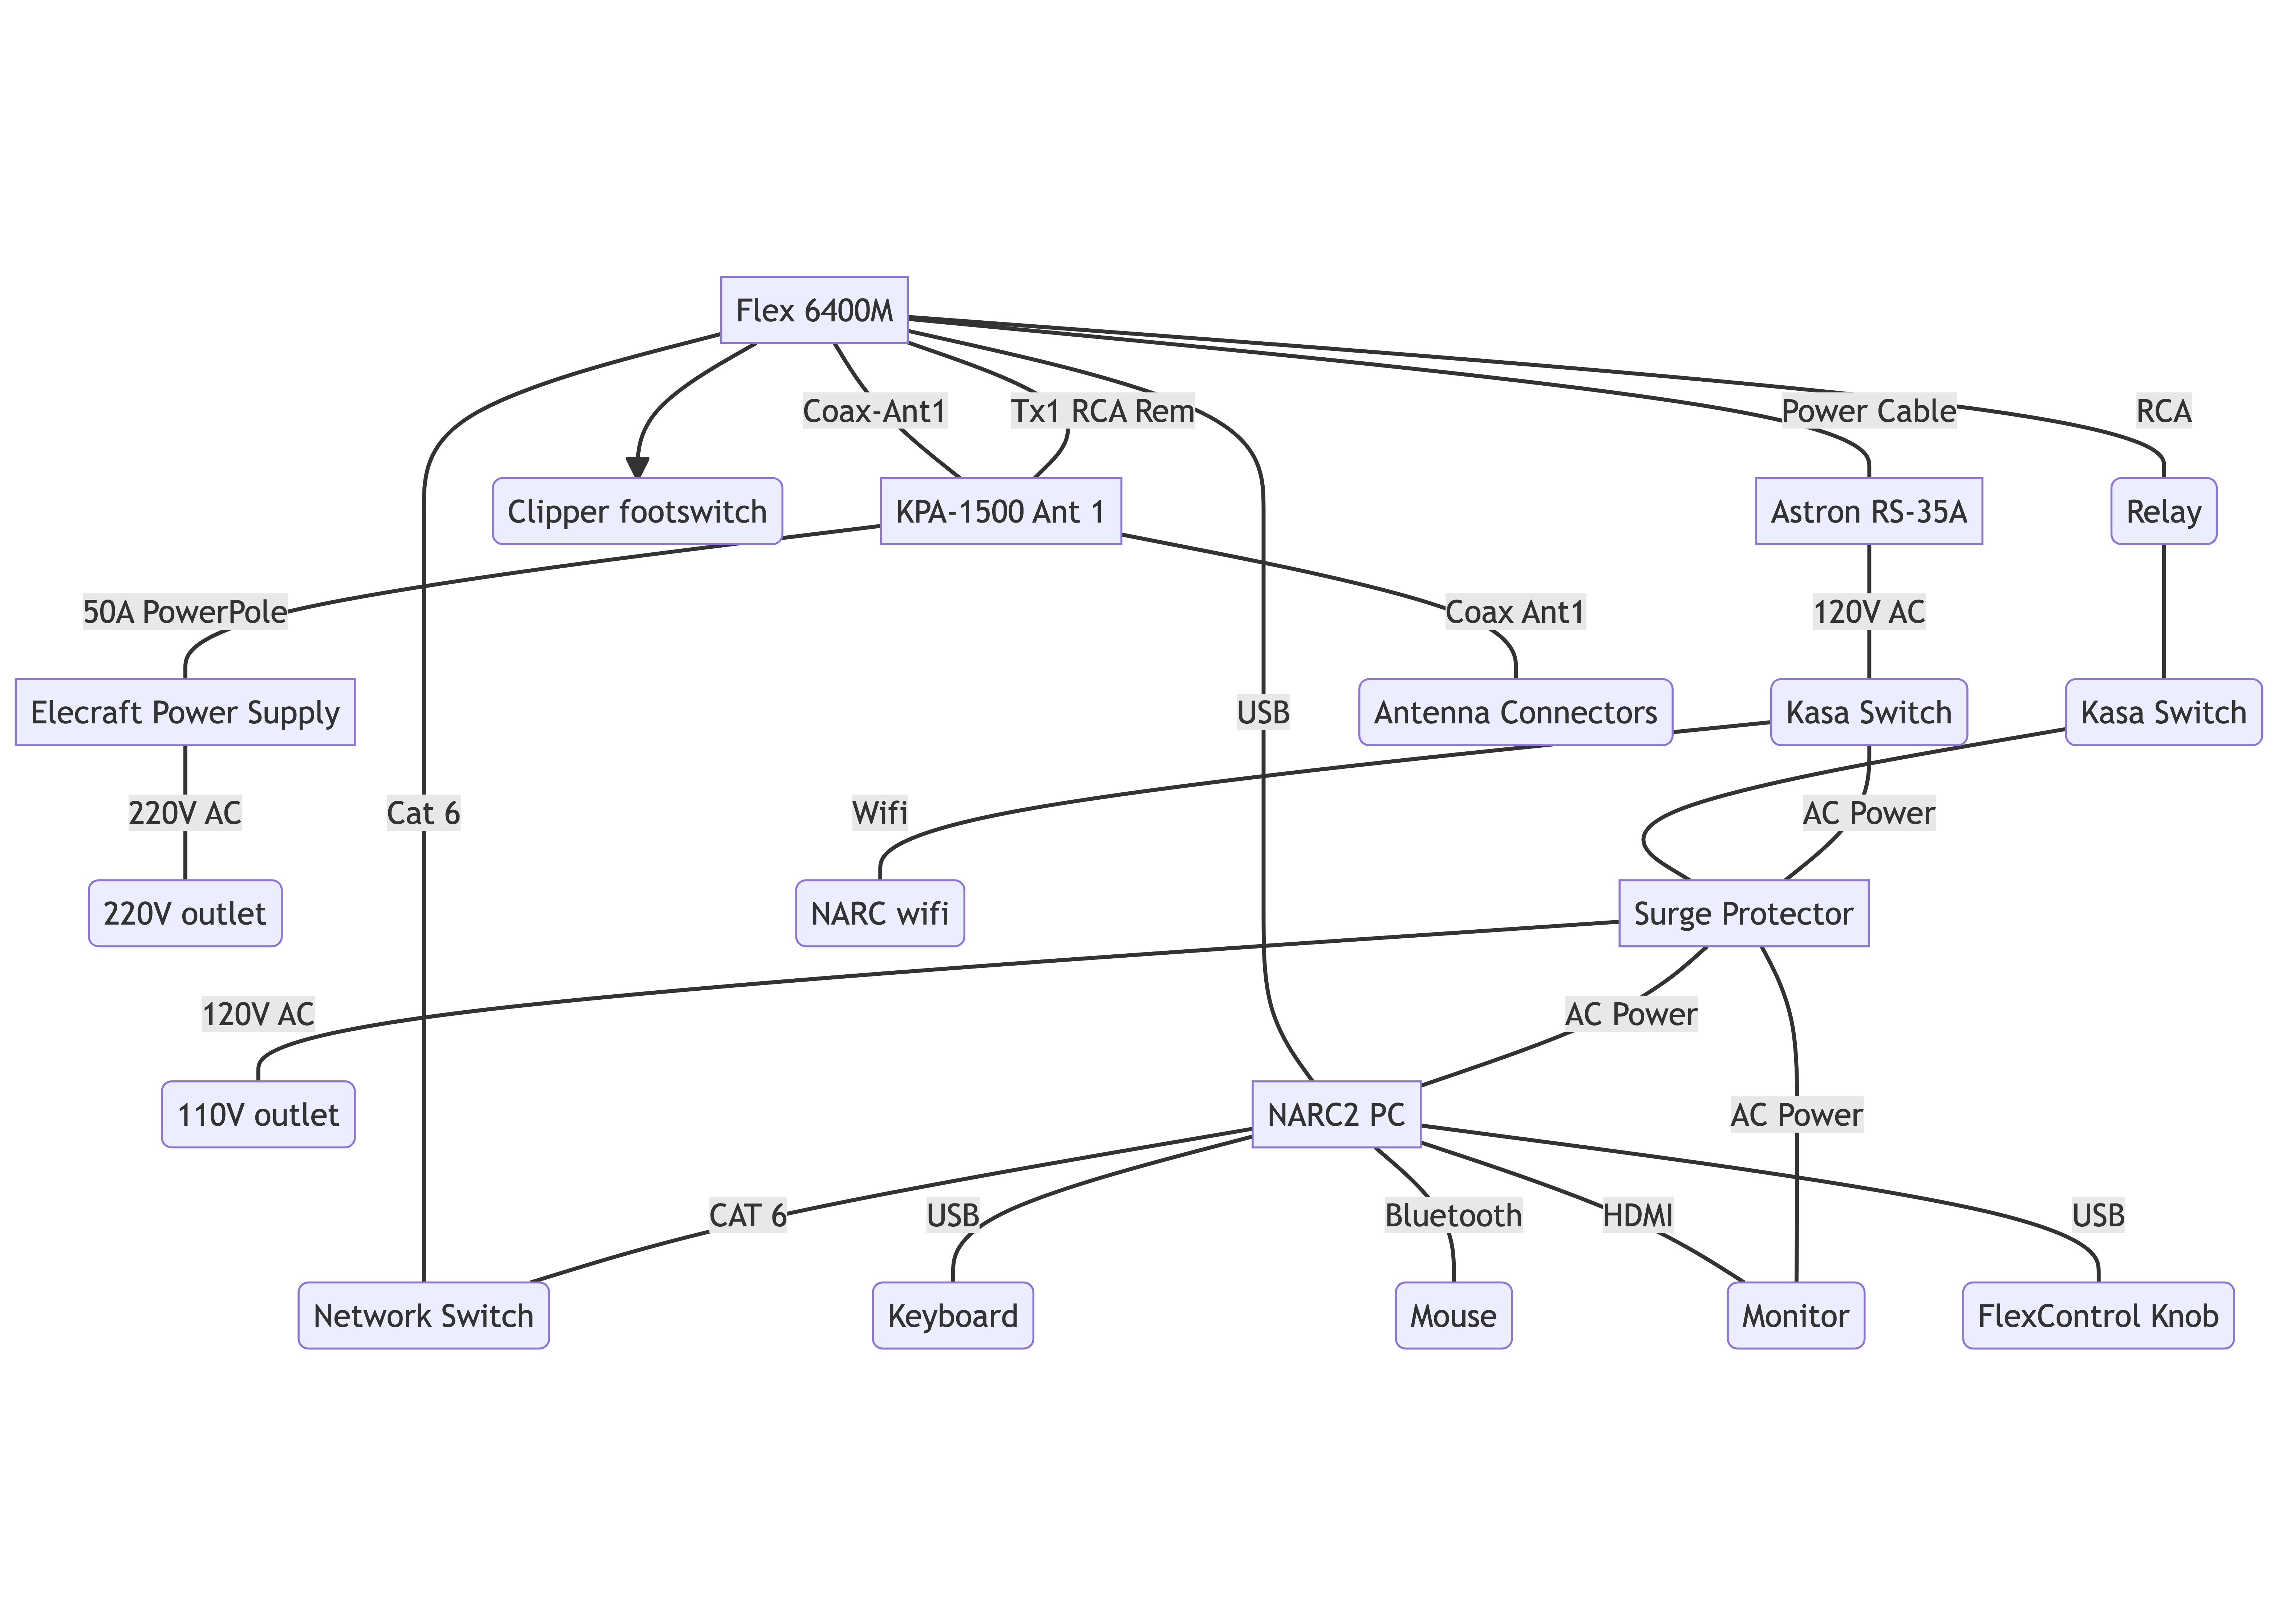 Flex 6400M
Coax-Ant1
Tx1 RCA Rem
Power Cable
RCA
Clipper footswitch
KPA-1500 Ant 1
Astron RS-35A
Relay
50A PowerPole
Coax Ant1
120V AC
Elecraft Power Supply
USB
Antenna Connectors
Kasa Switch
Kasa Switch
220V AC
Cat 6
Wifi
AC Power
220V outlet
NARC wifi
Surge Protector
120V AC
AC Power
110V outlet
NARC2 PC
AC Power
CAT 6
USB
Bluetooth
HDMI
USB
Network Switch
Keyboard
Mouse
Monitor
FlexControl Knob